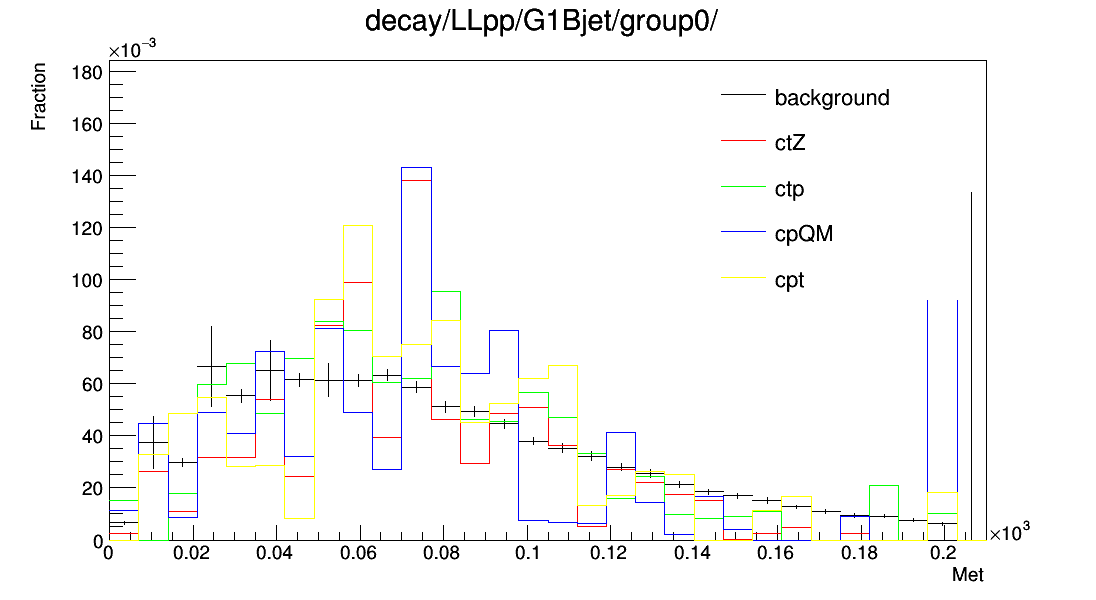 decay/LLpp/G1Bjet/group0/
×10⁻³
Fraction
180
160
140
120
100
80
60
40
20
0
background
ctZ
ctp
cpQM
cpt
0 0.02 0.04 0.06 0.08 0.1 0.12 0.14 0.16 0.18 0.2
×10³
Met